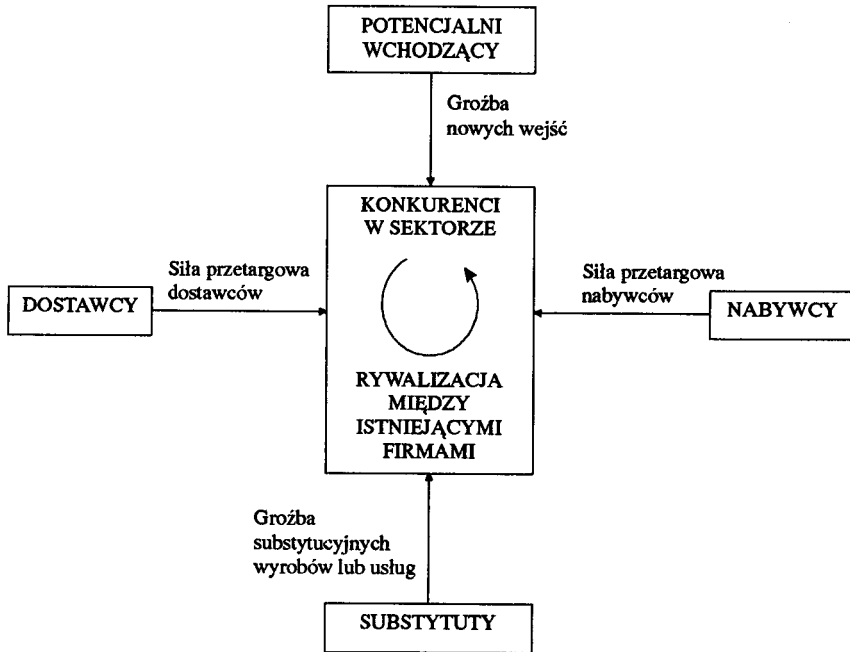 POTENCJALNI
WCHODZĄCY
Groźba
nowych wejść
KONKURENCI
W SEKTORZE
Siła przetargowa
dostawców
DOSTAWCY
Siła przetargowa
nabywców
NABYWCY
RYWALIZACJA
MIĘDZY
ISTNIEJĄCYMI
FIRMAMI
Groźba
substytucyjnych
wyrobów lub usług
SUBSTYTUTY